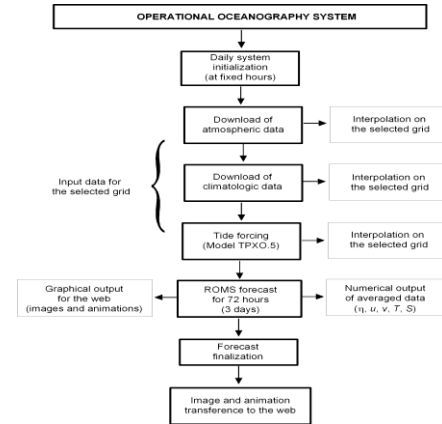 OPERATIONAL OCEANOGRAPHY SYSTEM
Daily system
initialization
(at fixed hours)
Download of
atmospheric data
Interpolation on
the selected grid
Input data for
the selected grid
Download of
climatologic data
Interpolation on
the selected grid
Tide forcing
(Model TPXO.5)
Interpolation on
the selected grid
Graphical output
for the web
(images and animations)
ROMS forecast
for 72 hours
(3 days)
Numerical output
of averaged data
(η, u, v, T, S)
Forecast
finalization
Image and animation
transference to the web